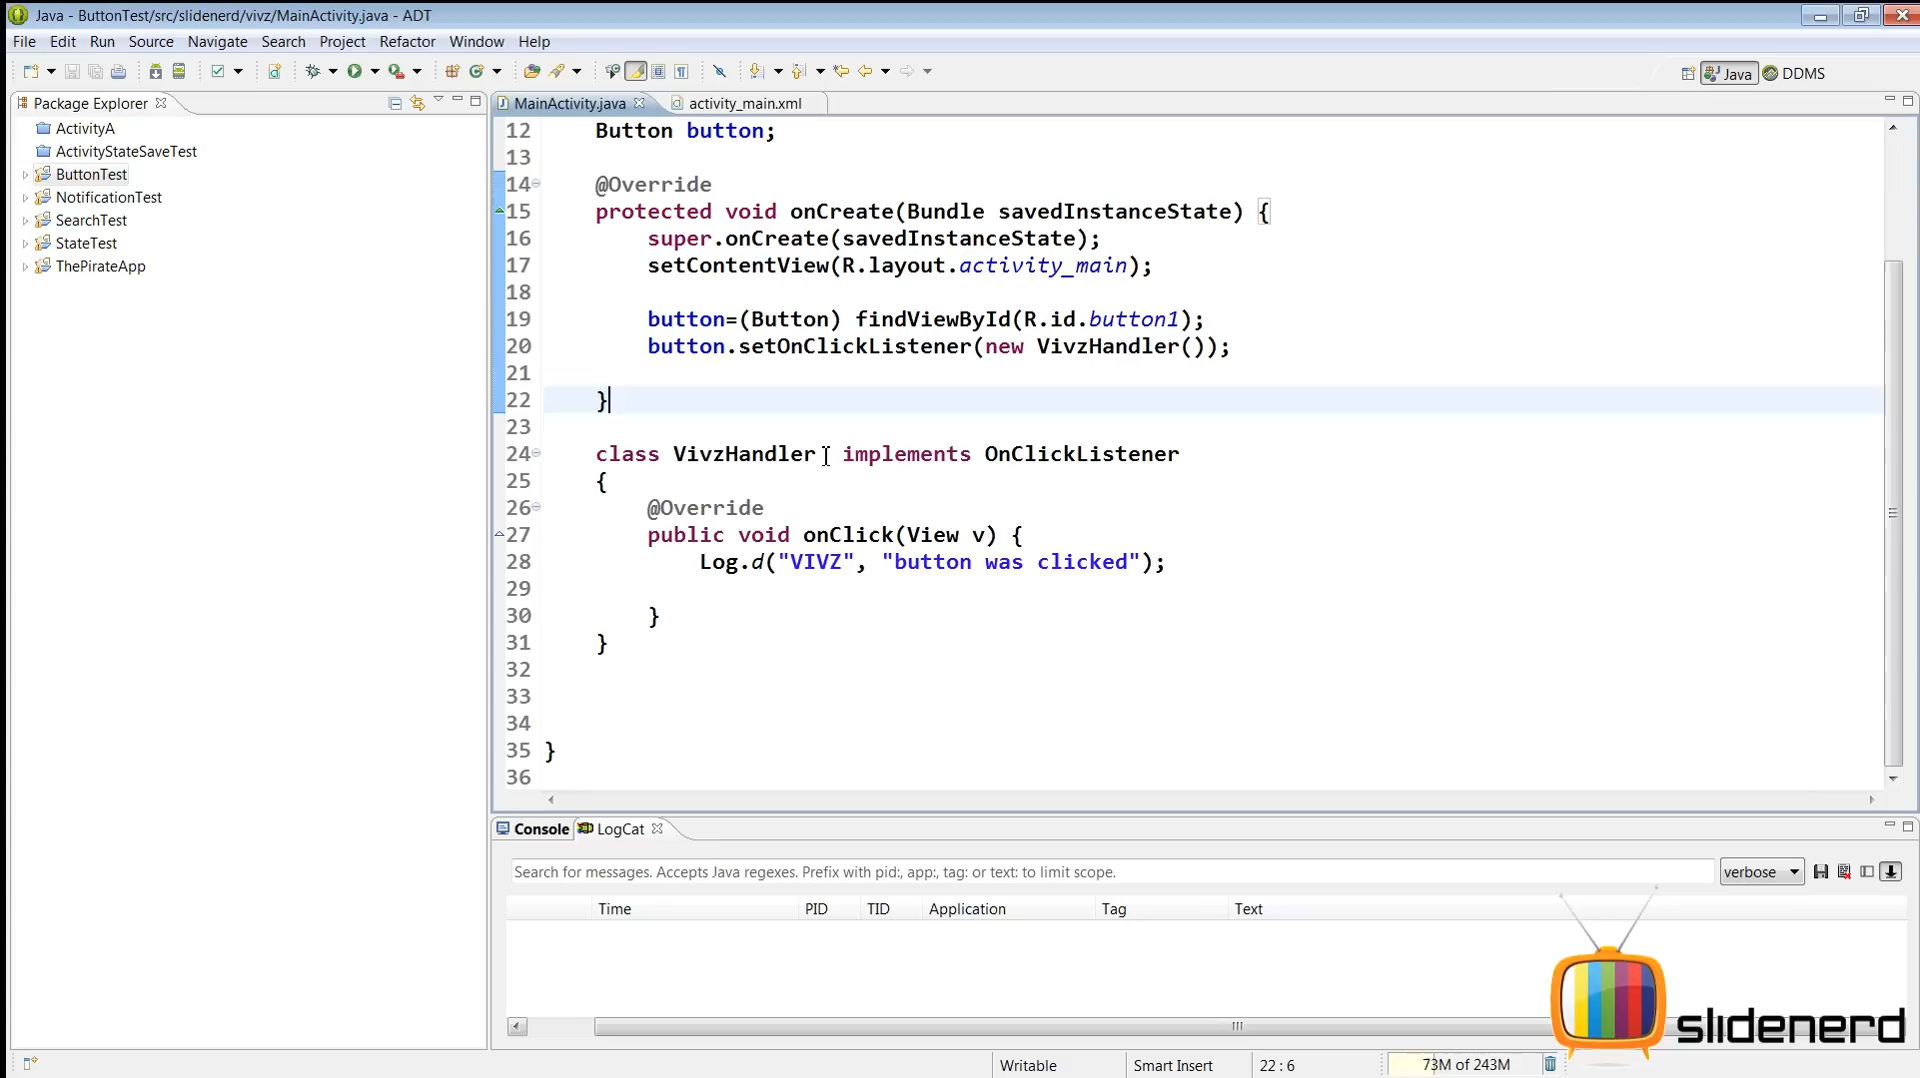 Java - ButtonTest/src/slidenerd/vivz/MainActivity.java - ADT
File Edit Run Source Navigate Search Project Refactor Window Help
Java DDMS
Package Explorer
MainActivity.java activity_main.xml
ActivityA
ActivityStateSaveTest
ButtonTest
NotificationTest
SearchTest
StateTest
ThePirateApp
12 Button button;
13
14 @Override
15 protected void onCreate(Bundle savedInstanceState) {
16 super.onCreate(savedInstanceState);
17 setContentView(R.layout.activity_main);
18
19 button=(Button) findViewById(R.id.button1);
20 button.setOnClickListener(new VivzHandler());
21
22 }
23
24 class VivzHandler implements OnClickListener
25 {
26 @Override
27 public void onClick(View v) {
28 Log.d("VIVZ", "button was clicked");
29
30 }
31 }
32
33
34
35 }
36
Console LogCat
Search for messages. Accepts Java regexes. Prefix with pid:, app:, tag: or text: to limit scope. verbose
Time PID TID Application Tag Text
slidenerd
Writable Smart Insert 22 : 6 73M of 243M